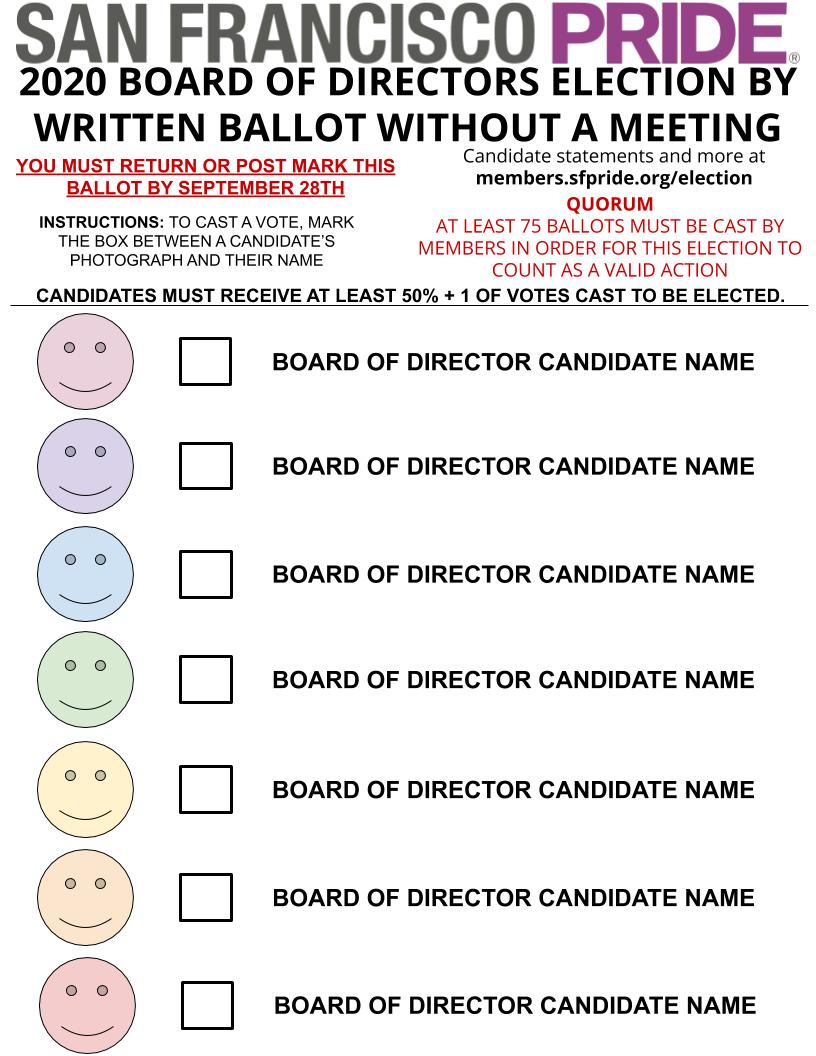 SAN FRANCISCO PRIDE®
2020 BOARD OF DIRECTORS ELECTION BY
WRITTEN BALLOT WITHOUT A MEETING
YOU MUST RETURN OR POST MARK THIS
BALLOT BY SEPTEMBER 28TH
INSTRUCTIONS: TO CAST A VOTE, MARK
THE BOX BETWEEN A CANDIDATE'S
PHOTOGRAPH AND THEIR NAME
Candidate statements and more at
members.sfpride.org/election
QUORUM
AT LEAST 75 BALLOTS MUST BE CAST BY
MEMBERS IN ORDER FOR THIS ELECTION TO
COUNT AS A VALID ACTION
CANDIDATES MUST RECEIVE AT LEAST 50% + 1 OF VOTES CAST TO BE ELECTED.
BOARD OF DIRECTOR CANDIDATE NAME
BOARD OF DIRECTOR CANDIDATE NAME
BOARD OF DIRECTOR CANDIDATE NAME
BOARD OF DIRECTOR CANDIDATE NAME
BOARD OF DIRECTOR CANDIDATE NAME
BOARD OF DIRECTOR CANDIDATE NAME
BOARD OF DIRECTOR CANDIDATE NAME